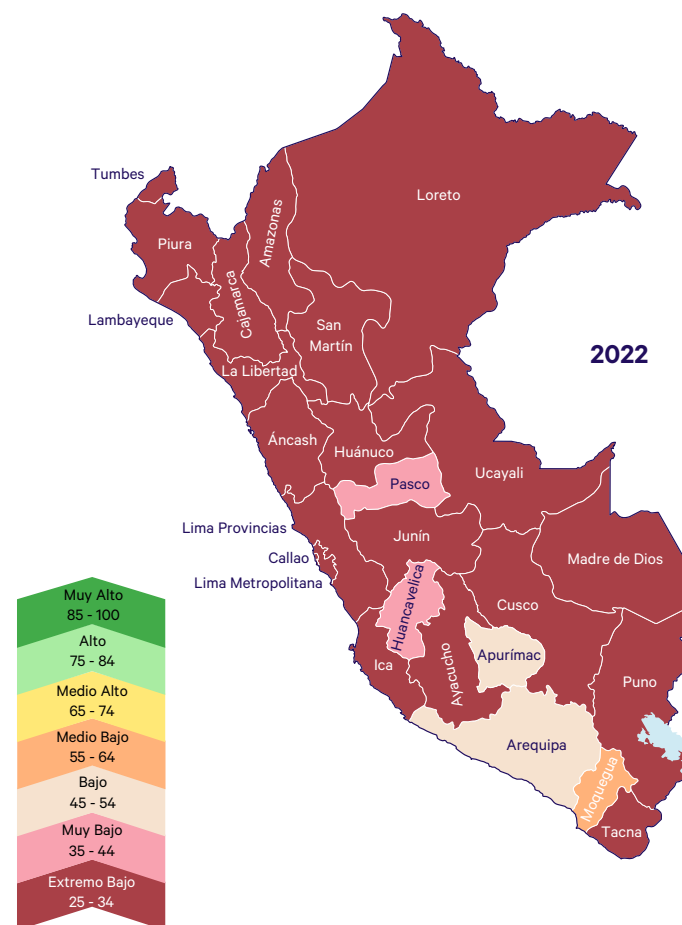 Tumbes
Loreto
Amazonas
Piura
Cajamarca
Lambayeque
San
Martín
2022
La Libertad
Áncash
Huánuco
Ucayali
Pasco
Lima Provincias
Junín
Callao
Madre de Dios
Lima Metropolitana
Huancavelica
Cusco
Apurímac
Ica
Ayacucho
Puno
Arequipa
Moquegua
Tacna
Muy Alto
85 - 100
Alto
75 - 84
Medio Alto
65 - 74
Medio Bajo
55 - 64
Bajo
45 - 54
Muy Bajo
35 - 44
Extremo Bajo
25 - 34